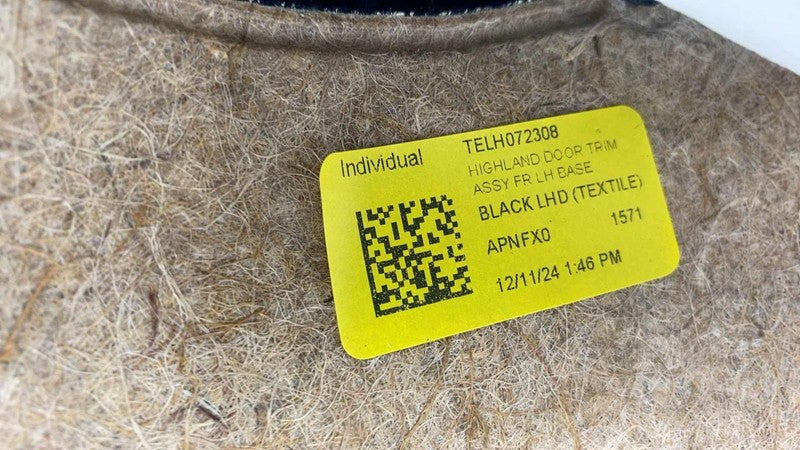 Individual
TELH072308
HIGHLAND DOOR TRIM
ASSY FR LH BASE
BLACK LHD (TEXTILE)
APNFX0
1571
12/11/24 1:46 PM